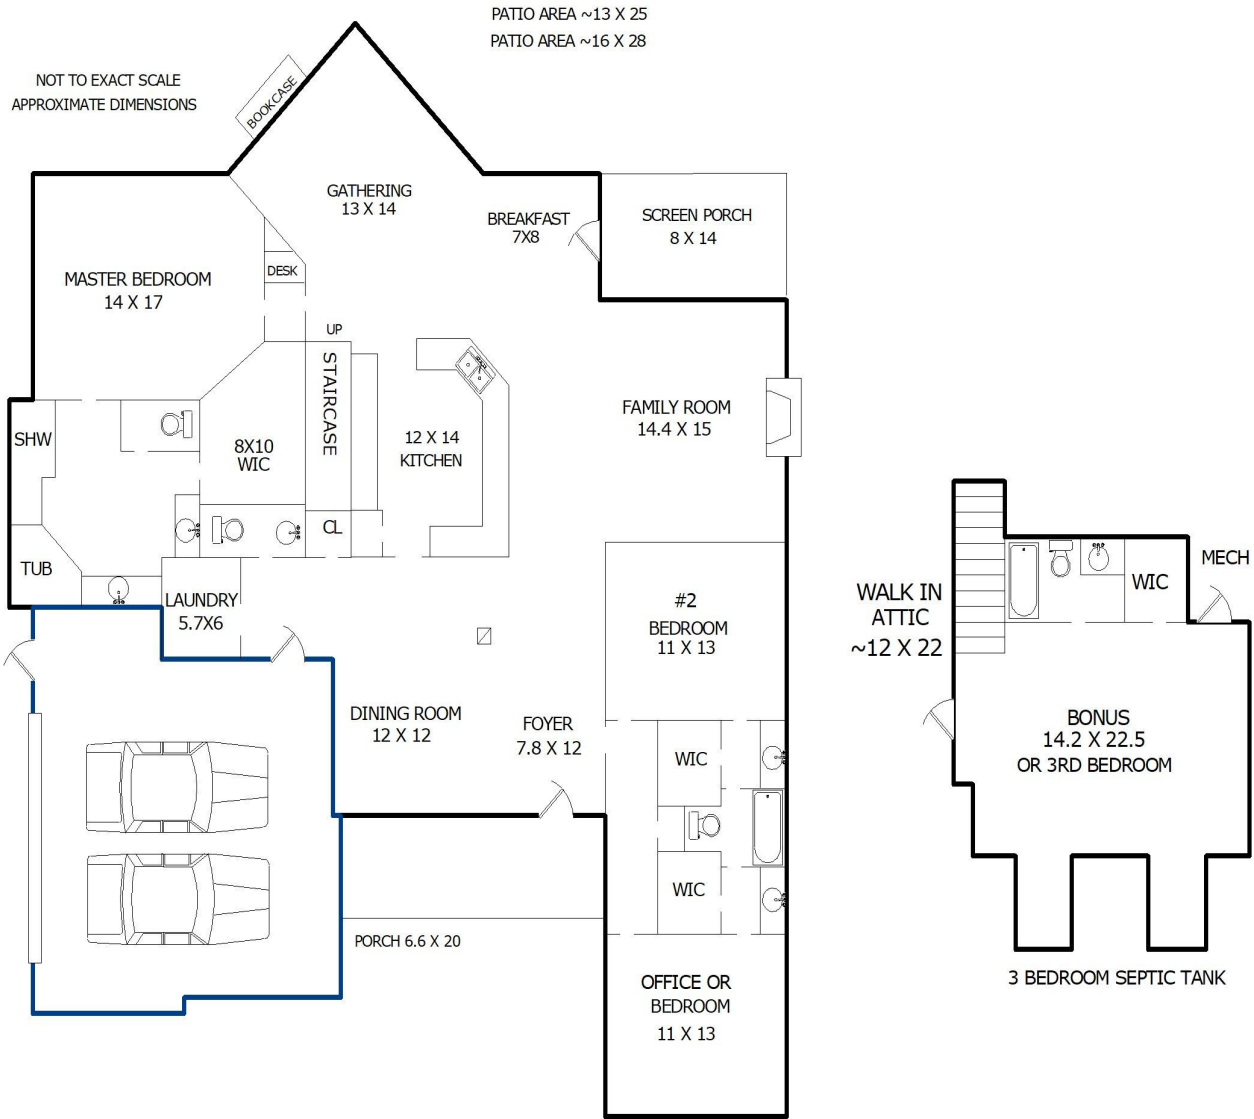 PATIO AREA ~13 X 25
PATIO AREA ~16 X 28
NOT TO EXACT SCALE
APPROXIMATE DIMENSIONS
BOOKCASE
GATHERING
13 X 14
BREAKFAST
7X8
SCREEN PORCH
8 X 14
MASTER BEDROOM
14 X 17
DESK
UP
STAIRCASE
FAMILY ROOM
14.4 X 15
12 X 14
KITCHEN
SHW
8X10
WIC
CL
TUB
LAUNDRY
5.7X6
#2
BEDROOM
11 X 13
DINING ROOM
12 X 12
FOYER
7.8 X 12
WIC
WIC
PORCH 6.6 X 20
OFFICE OR
BEDROOM
11 X 13
WALK IN
ATTIC
~12 X 22
WIC
MECH
BONUS
14.2 X 22.5
OR 3RD BEDROOM
3 BEDROOM SEPTIC TANK